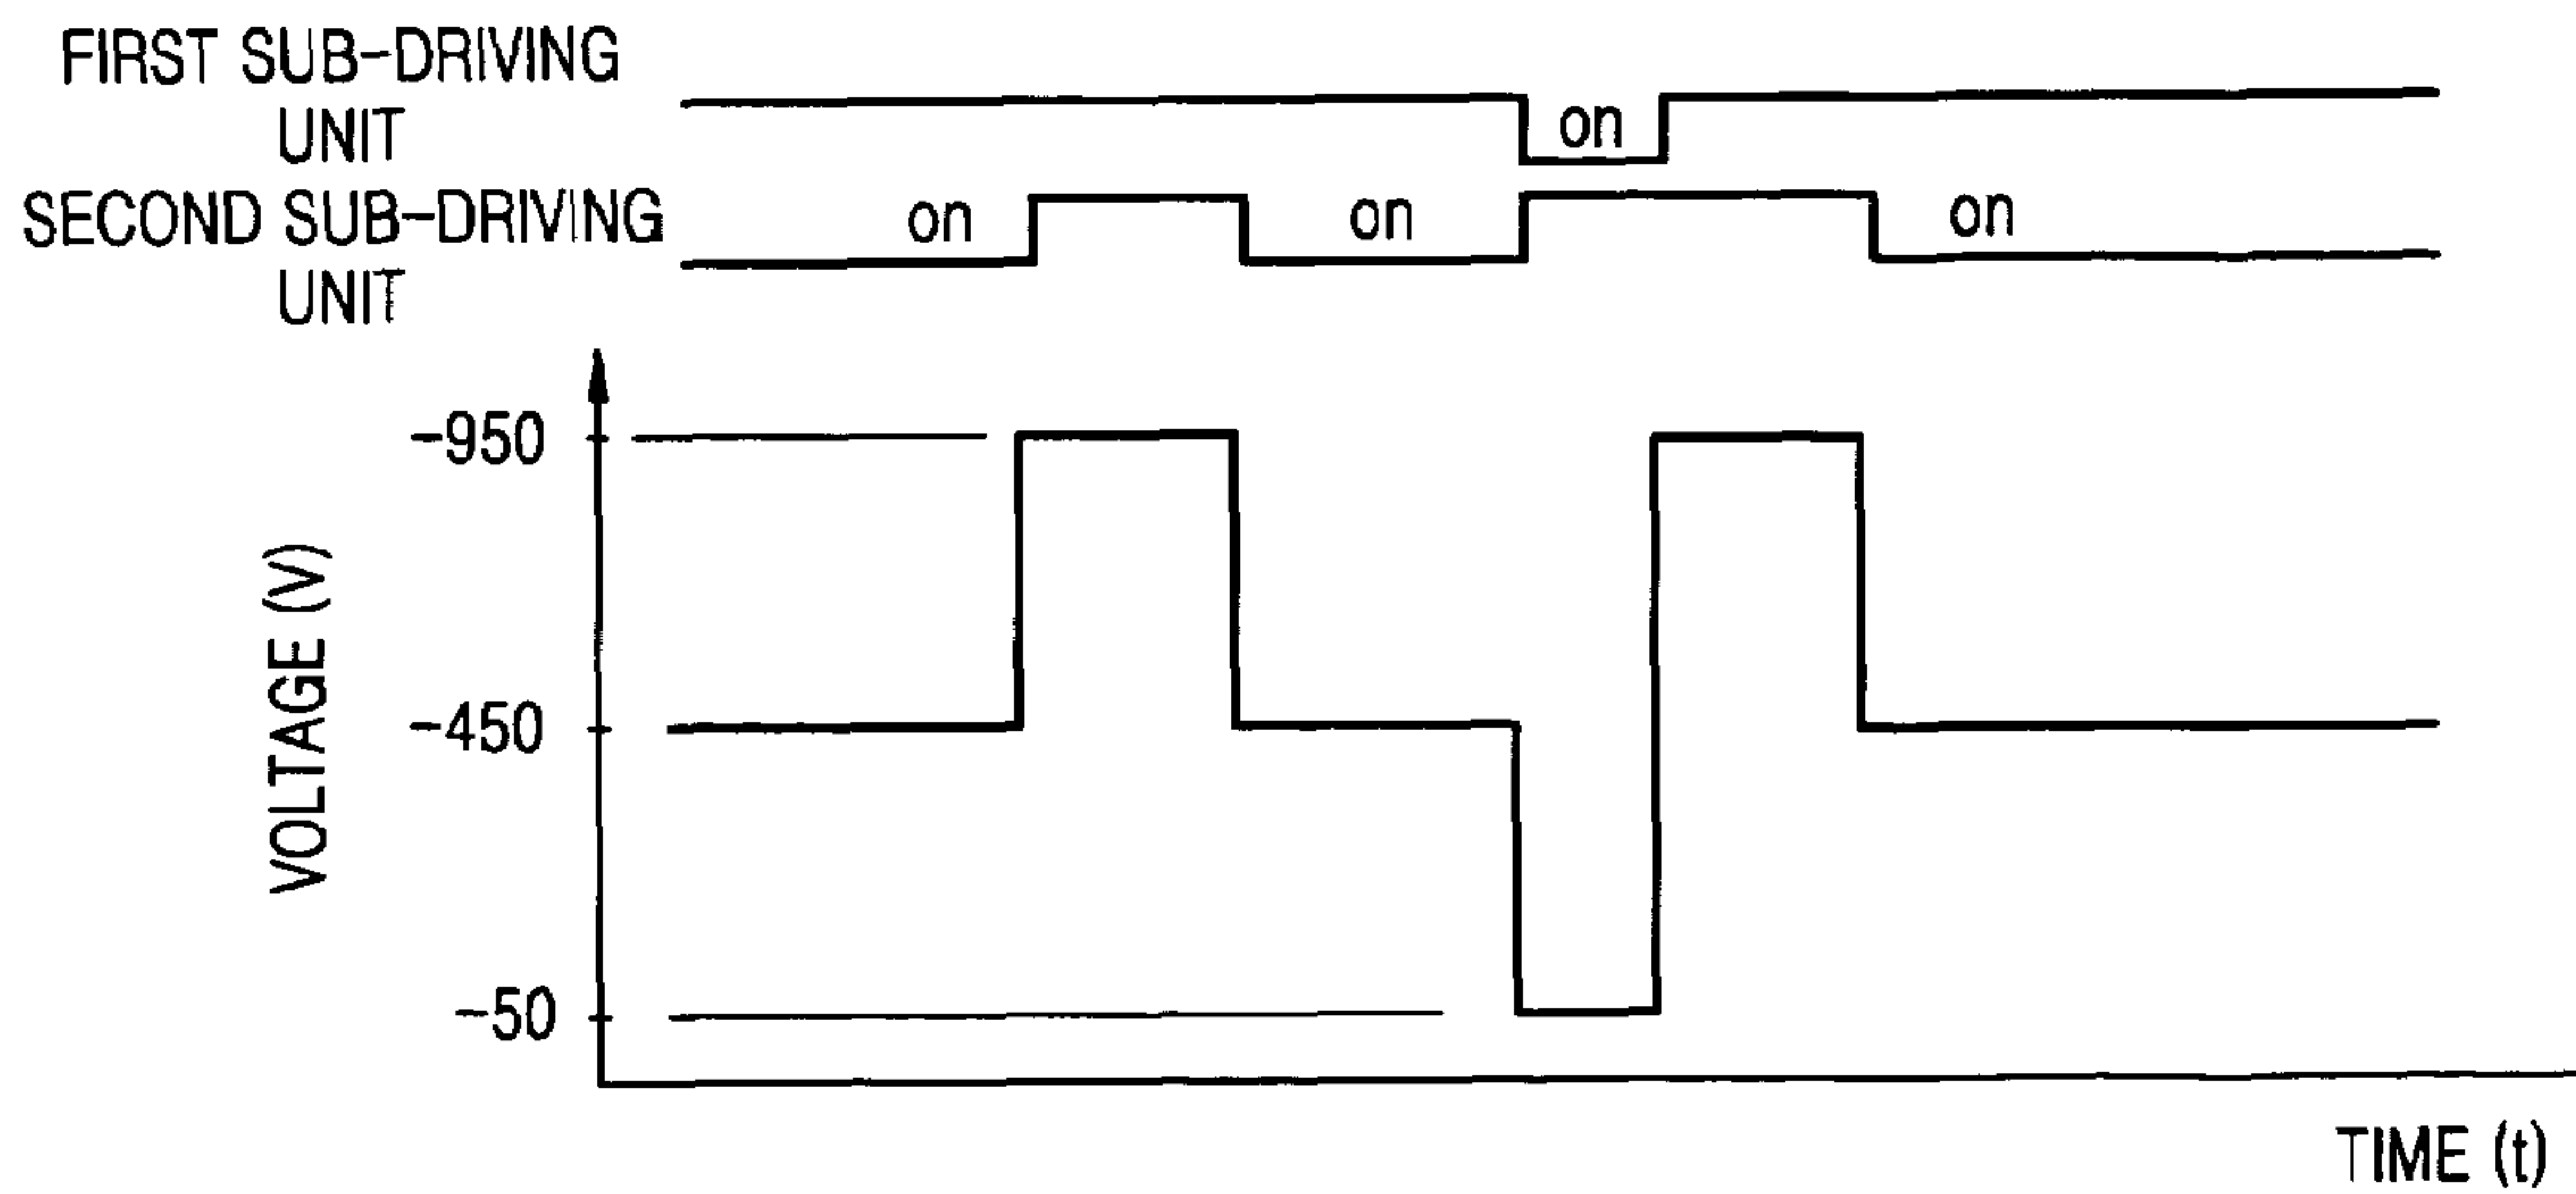 FIRST SUB-DRIVING
UNIT
on
SECOND SUB-DRIVING
UNIT
on
on
on
-950
-450
-50
VOLTAGE (V)
TIME (t)